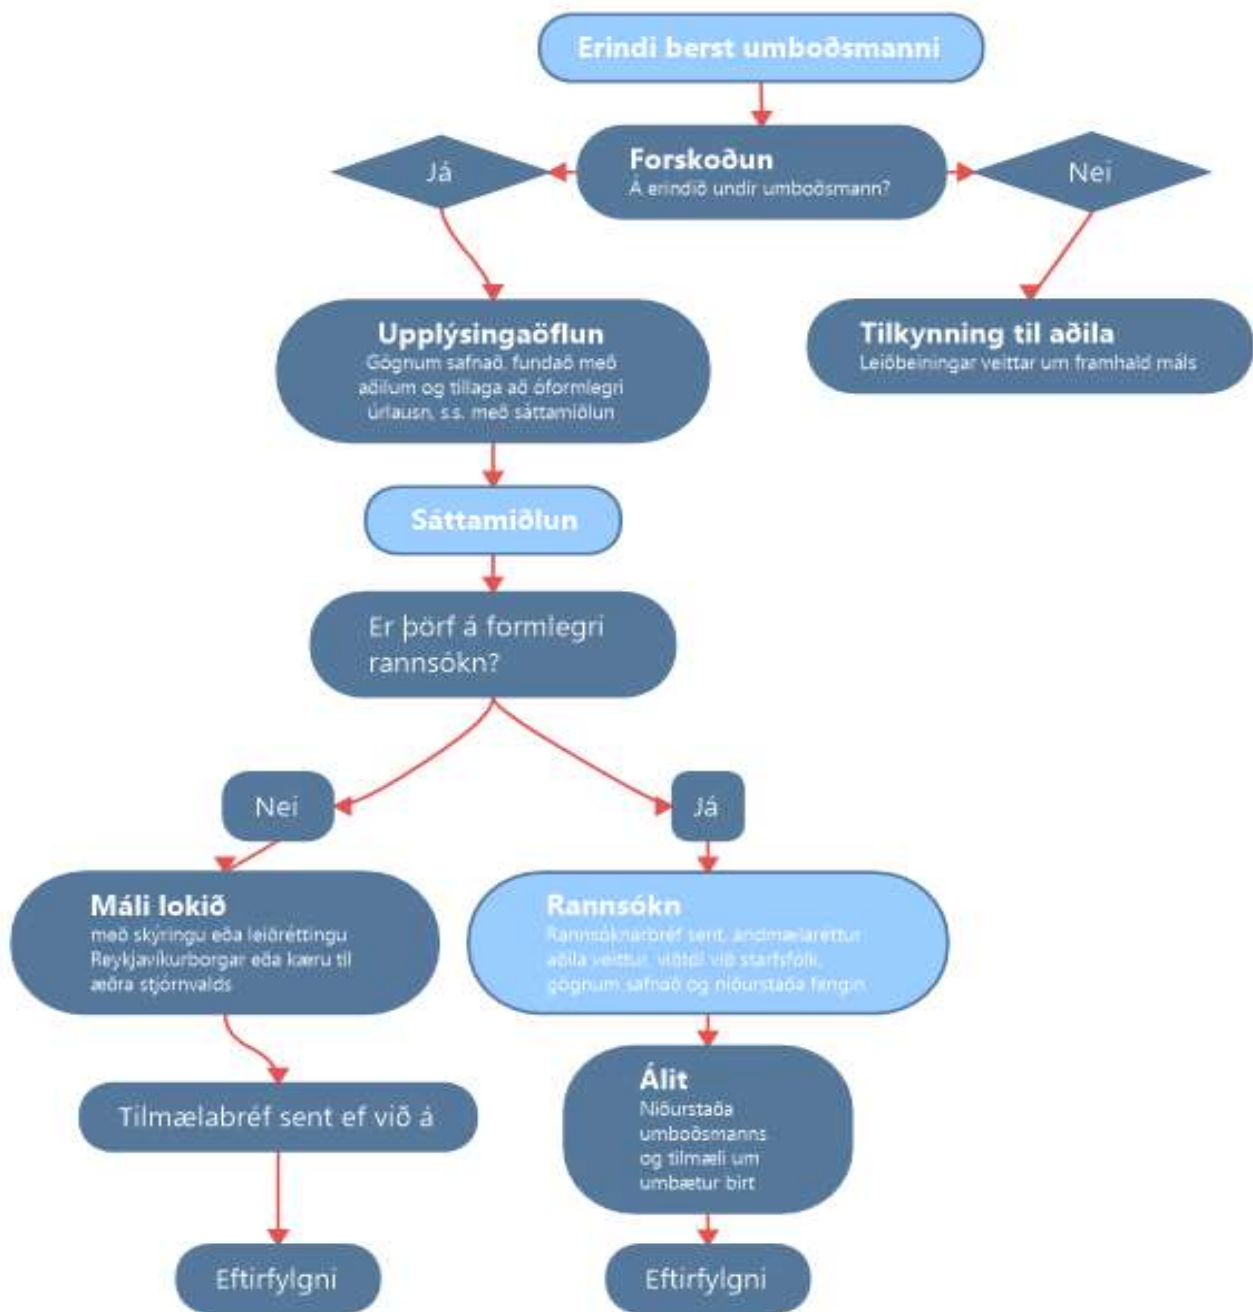 Erindi berst umboðsmanni
Forskoðun
Á erindið undir umboðsmann?
Já
Nei
Upplýsingaöflun
Gögnum safnað, fundað með
aðilum og tillaga að óformlegri
úrlausn, s.s. með sáttamiðlun
Tilkynning til aðila
Leiðbeiningar veittar um framhald máls
Sáttamiðlun
Er þörf á formlegri
rannsókn?
Nei
Já
Máli lokið
með skýringu eða leiðréttingu
Reykjavíkurborgar eða kæru til
æðra stjórnvalds
Rannsókn
Rannsóknarbréf sent, andmælaréttur
aðila veittur, viðtöl við starfsfólk,
gögnum safnað og niðurstaða fengin
Tilmælabréf sent ef við á
Álit
Niðurstaða
umboðsmanns
og tilmæli um
umbætur birt
Eftirfylgni
Eftirfylgni